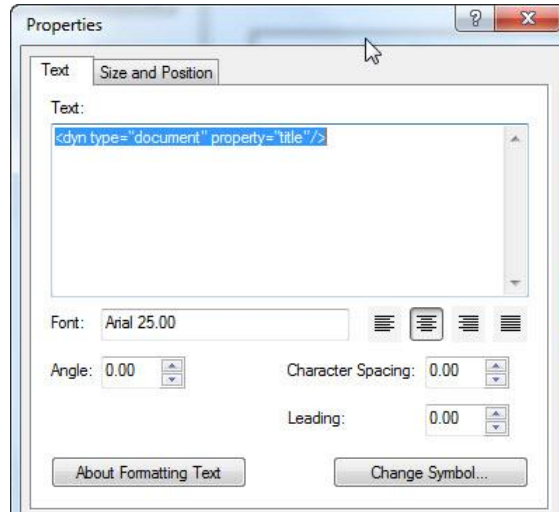 Properties
?
X
Text
Size and Position
Text:
<dyn type="document" property="title"/>
Font: Arial 25.00
Angle: 0.00 Character Spacing: 0.00
Leading: 0.00
About Formatting Text Change Symbol...